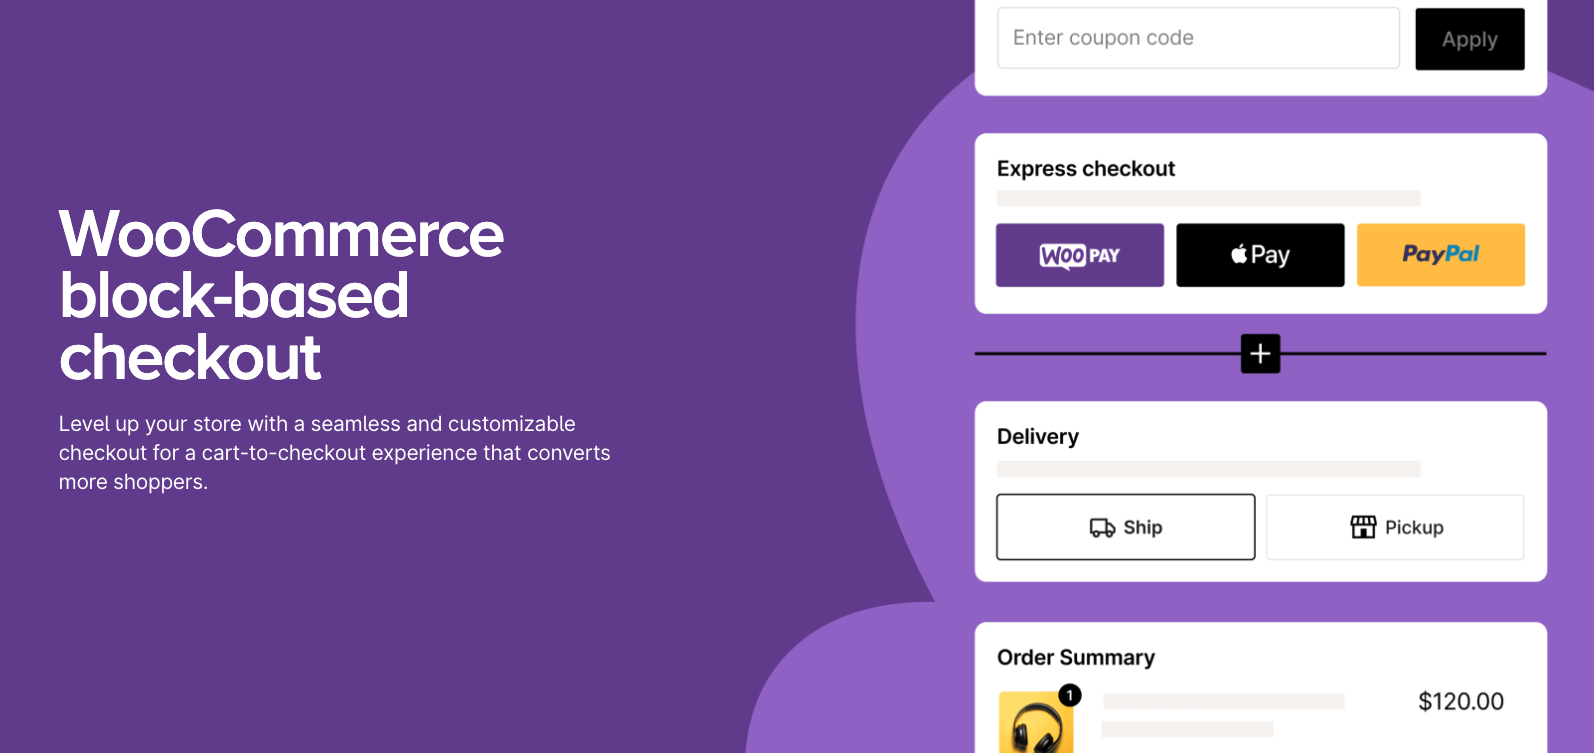 WooCommerce
block-based
checkout
Level up your store with a seamless and customizable
checkout for a cart-to-checkout experience that converts
more shoppers.
Enter coupon code
Apply
Express checkout
WOO PAY
Pay
PayPal
Delivery
Ship
Pickup
Order Summary
1
$120.00